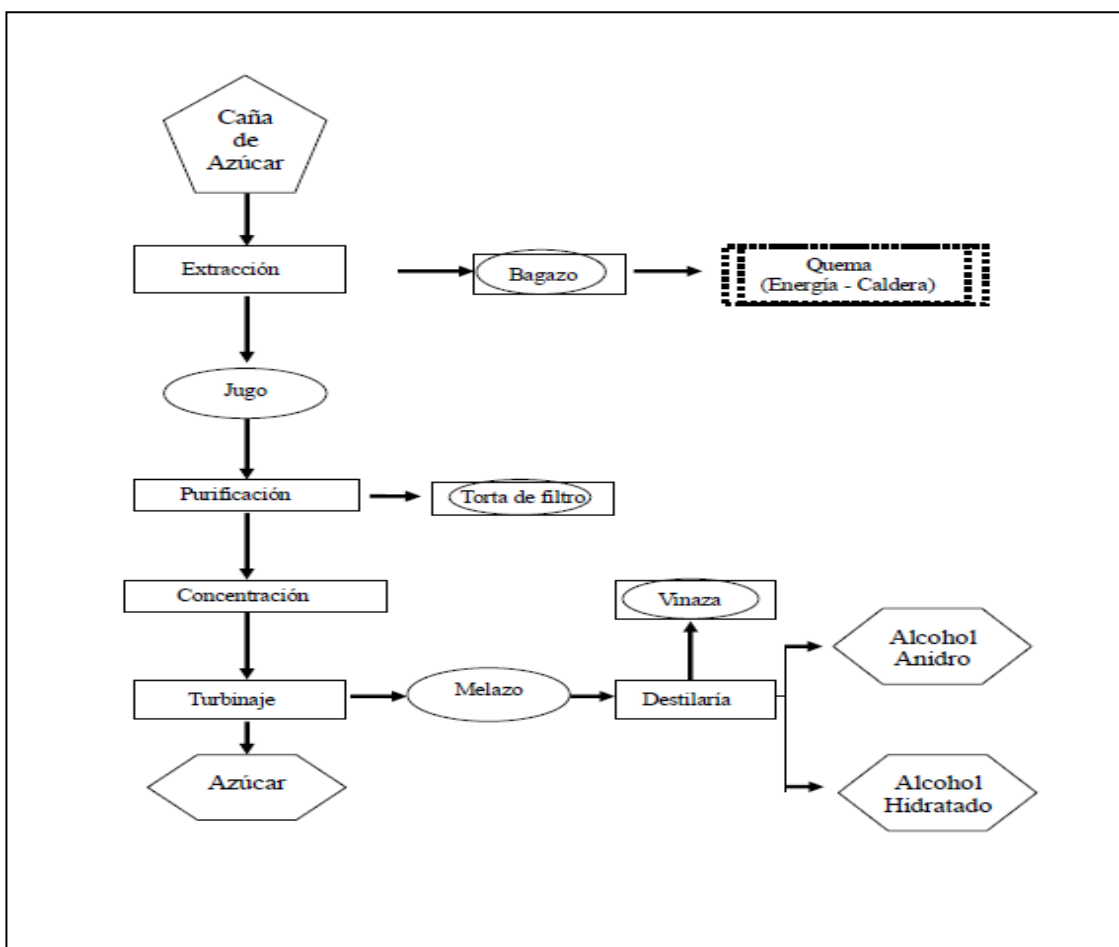 Caña
de
Azúcar
Extracción
Bagazo
Quema
(Energía - Caldera)
Jugo
Purificación
Torta de filtro
Concentración
Vinaza
Alcohol
Anidro
Turbinaje
Melazo
Destilaría
Azúcar
Alcohol
Hidratado